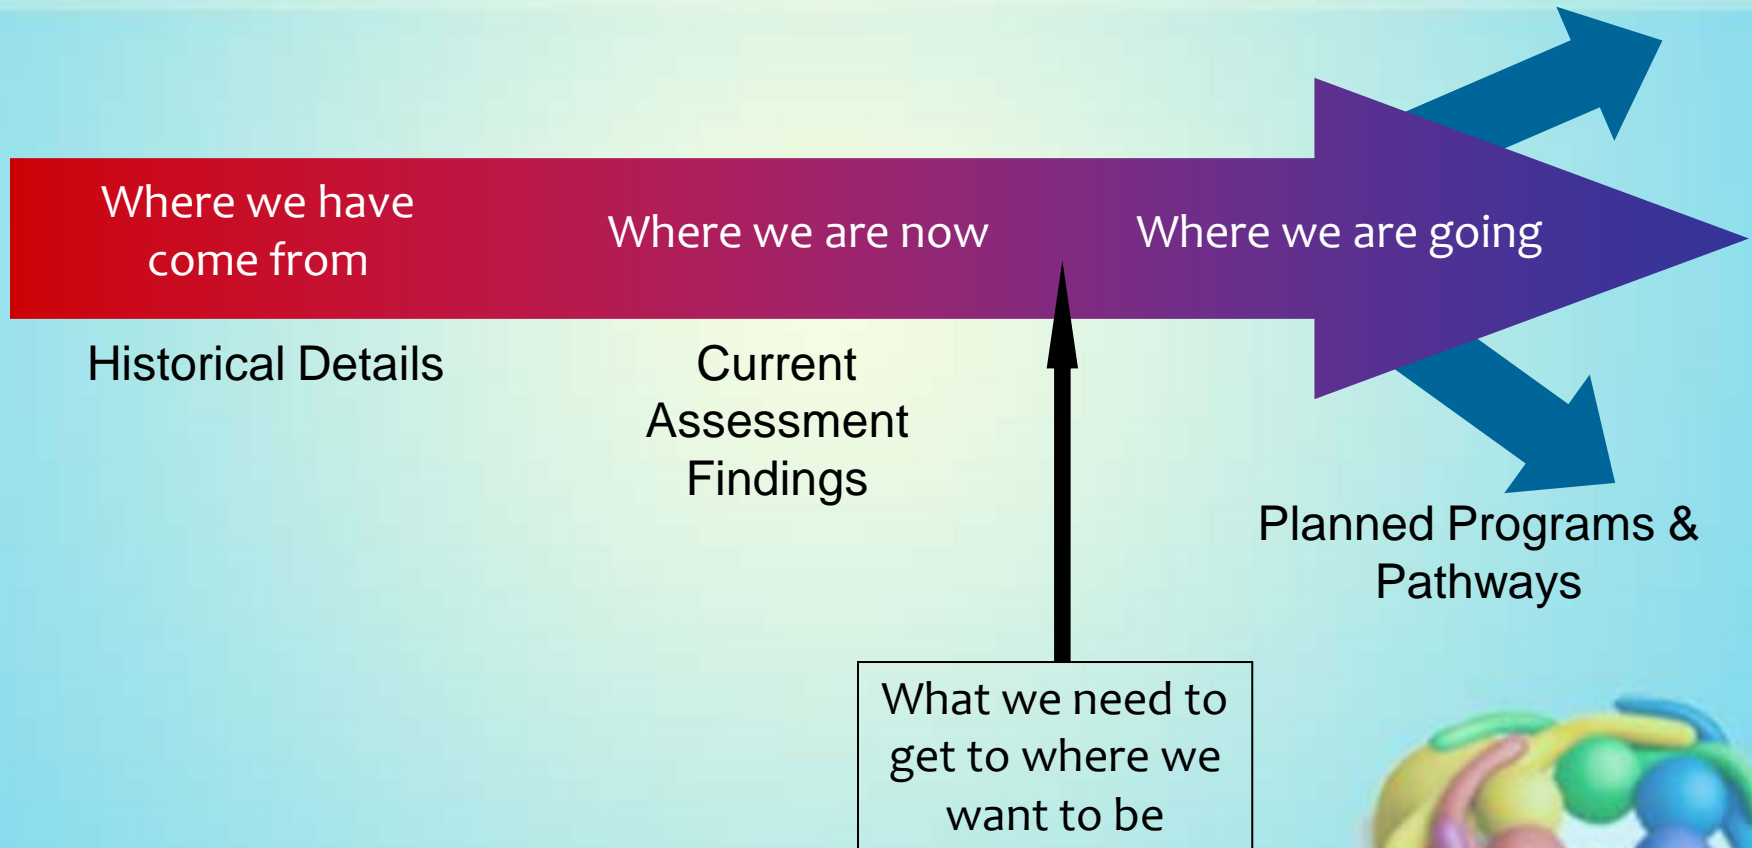 Where we have
come from
Where we are now
Where we are going
Historical Details
Current
Assessment
Findings
Planned Programs &
Pathways
What we need to
get to where we
want to be